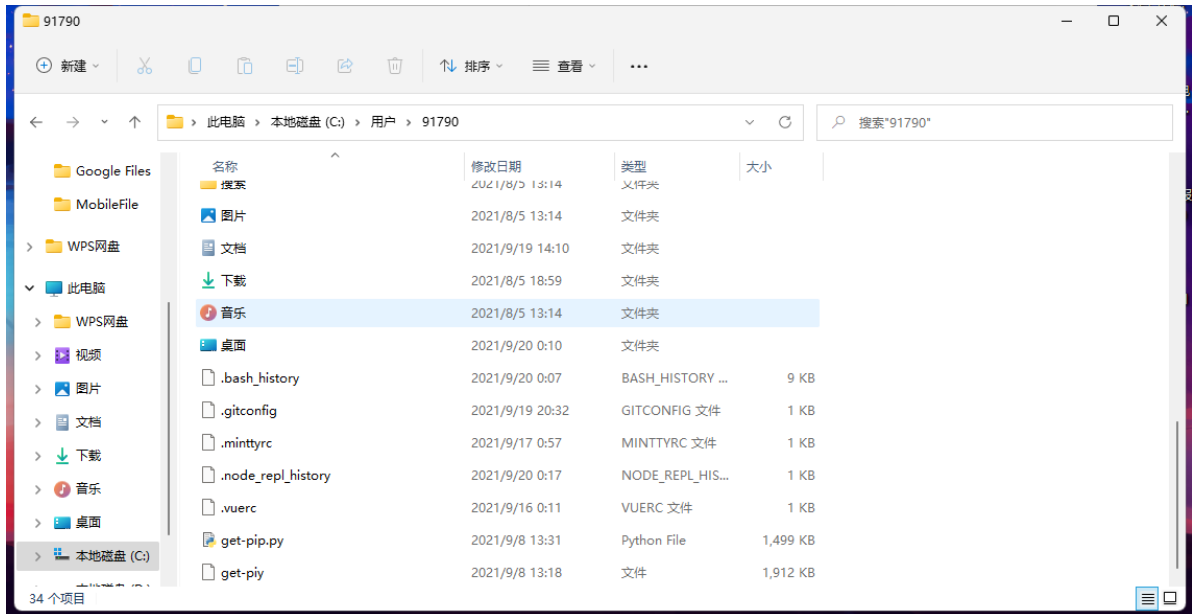 91790
新建
排序
查看
此电脑 › 本地磁盘 (C:) › 用户 › 91790
搜索"91790"
Google Files
MobileFile
WPS网盘
此电脑
WPS网盘
视频
图片
文档
下载
音乐
桌面
本地磁盘 (C:)
名称 修改日期 类型 大小
搜索 2021/8/5 13:14 文件夹
图片 2021/8/5 13:14 文件夹
文档 2021/9/19 14:10 文件夹
下载 2021/8/5 18:59 文件夹
音乐 2021/8/5 13:14 文件夹
桌面 2021/9/20 0:10 文件夹
.bash_history 2021/9/20 0:07 BASH_HISTORY ... 9 KB
.gitconfig 2021/9/19 20:32 GITCONFIG 文件 1 KB
.minttyrc 2021/9/17 0:57 MINTTYRC 文件 1 KB
.node_repl_history 2021/9/20 0:17 NODE_REPL_HIS... 1 KB
.vuerc 2021/9/16 0:11 VUERC 文件 1 KB
get-pip.py 2021/9/8 13:31 Python File 1,499 KB
get-piy 2021/9/8 13:18 文件 1,912 KB
34 个项目